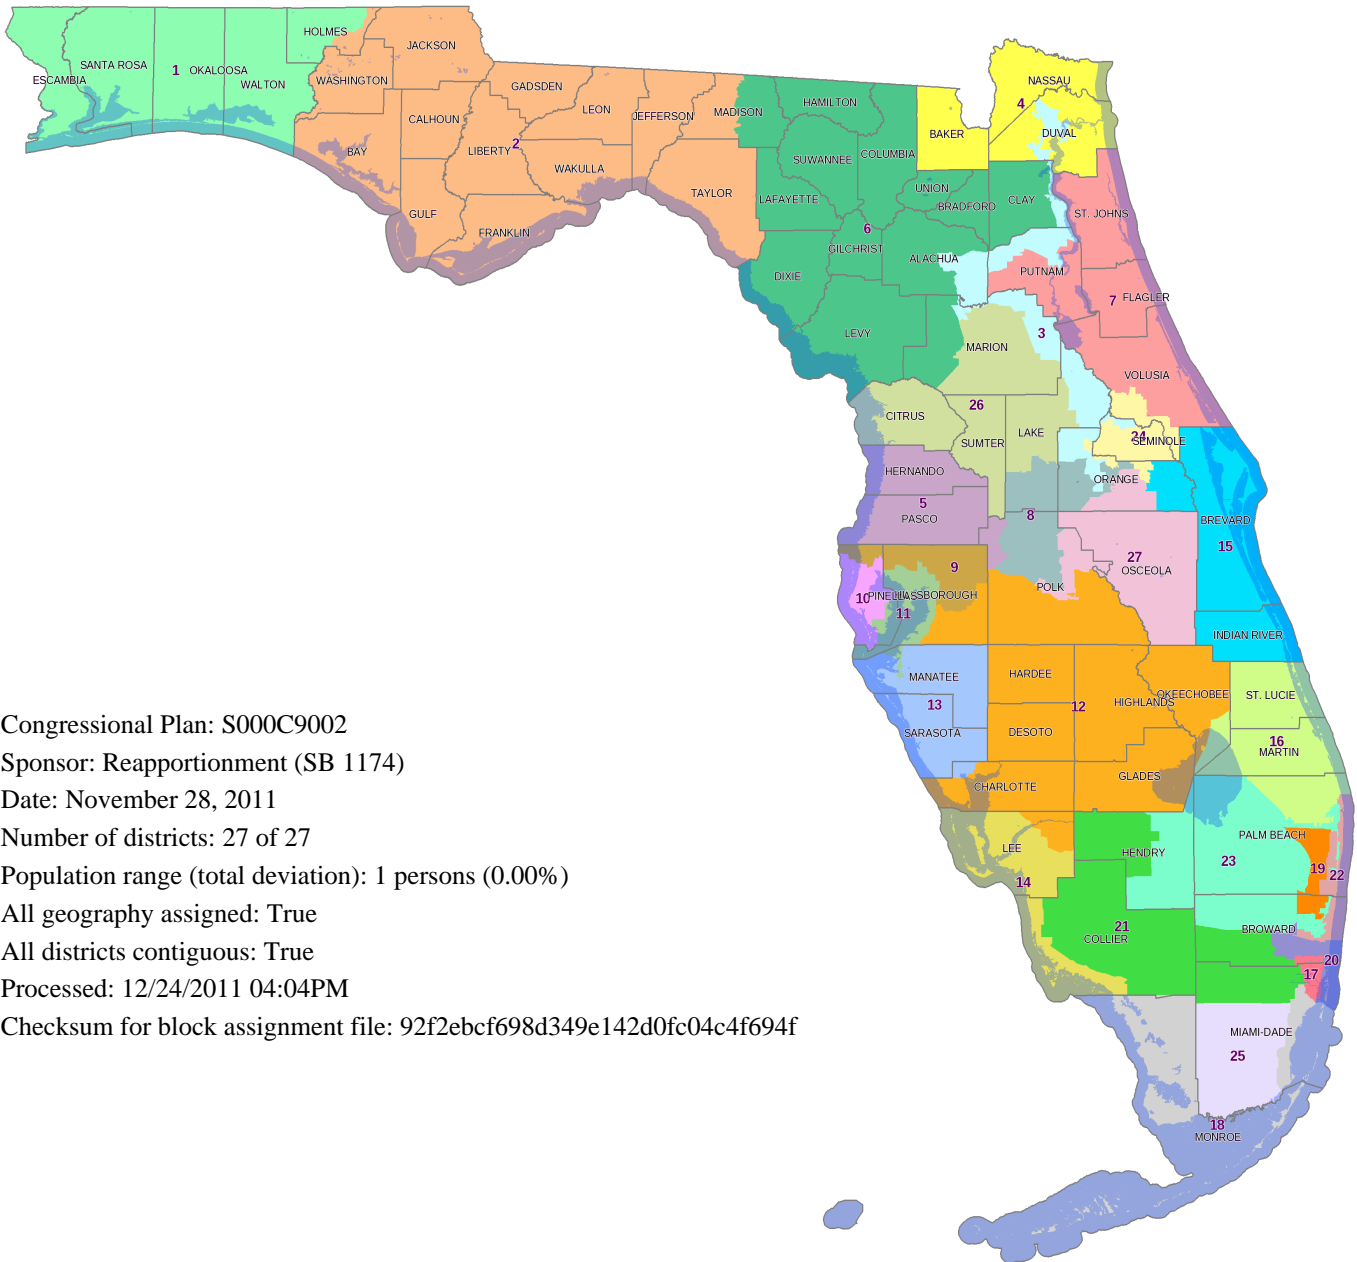 HOLMES
JACKSON
SANTA ROSA
ESCAMBIA
1
OKALOOSA
WALTON
WASHINGTON
GADSDEN
CALHOUN
LEON
JEFFERSON
MADISON
HAMILTON
BAY
LIBERTY
2
WAKULLA
TAYLOR
GULF
FRANKLIN
NASSAU
4
BAKER
DUVAL
COLUMBIA
SUWANNEE
LAFAYETTE
UNION
BRADFORD
CLAY
ST. JOHNS
6
GILCHRIST
ALACHUA
DIXIE
PUTNAM
7
FLAGLER
LEVY
3
MARION
VOLUSIA
CITRUS
26
SUMTER
LAKE
24
SEMINOLE
HERNANDO
ORANGE
5
PASCO
8
BREVARD
15
27
OSCEOLA
9
POLK
10
PINELLAS
HILLSBOROUGH
11
INDIAN RIVER
MANATEE
HARDEE
OKEECHOBEE
ST. LUCIE
13
12
HIGHLANDS
SARASOTA
DESOTO
16
MARTIN
GLADES
CHARLOTTE
PALM BEACH
LEE
HENDRY
23
19
22
14
21
COLLIER
BROWARD
20
17
MIAMI-DADE
25
18
MONROE
Congressional Plan: S000C9002
Sponsor: Reapportionment (SB 1174)
Date: November 28, 2011
Number of districts: 27 of 27
Population range (total deviation): 1 persons (0.00%)
All geography assigned: True
All districts contiguous: True
Processed: 12/24/2011 04:04PM
Checksum for block assignment file: 92f2ebcf698d349e142d0fc04c4f694f